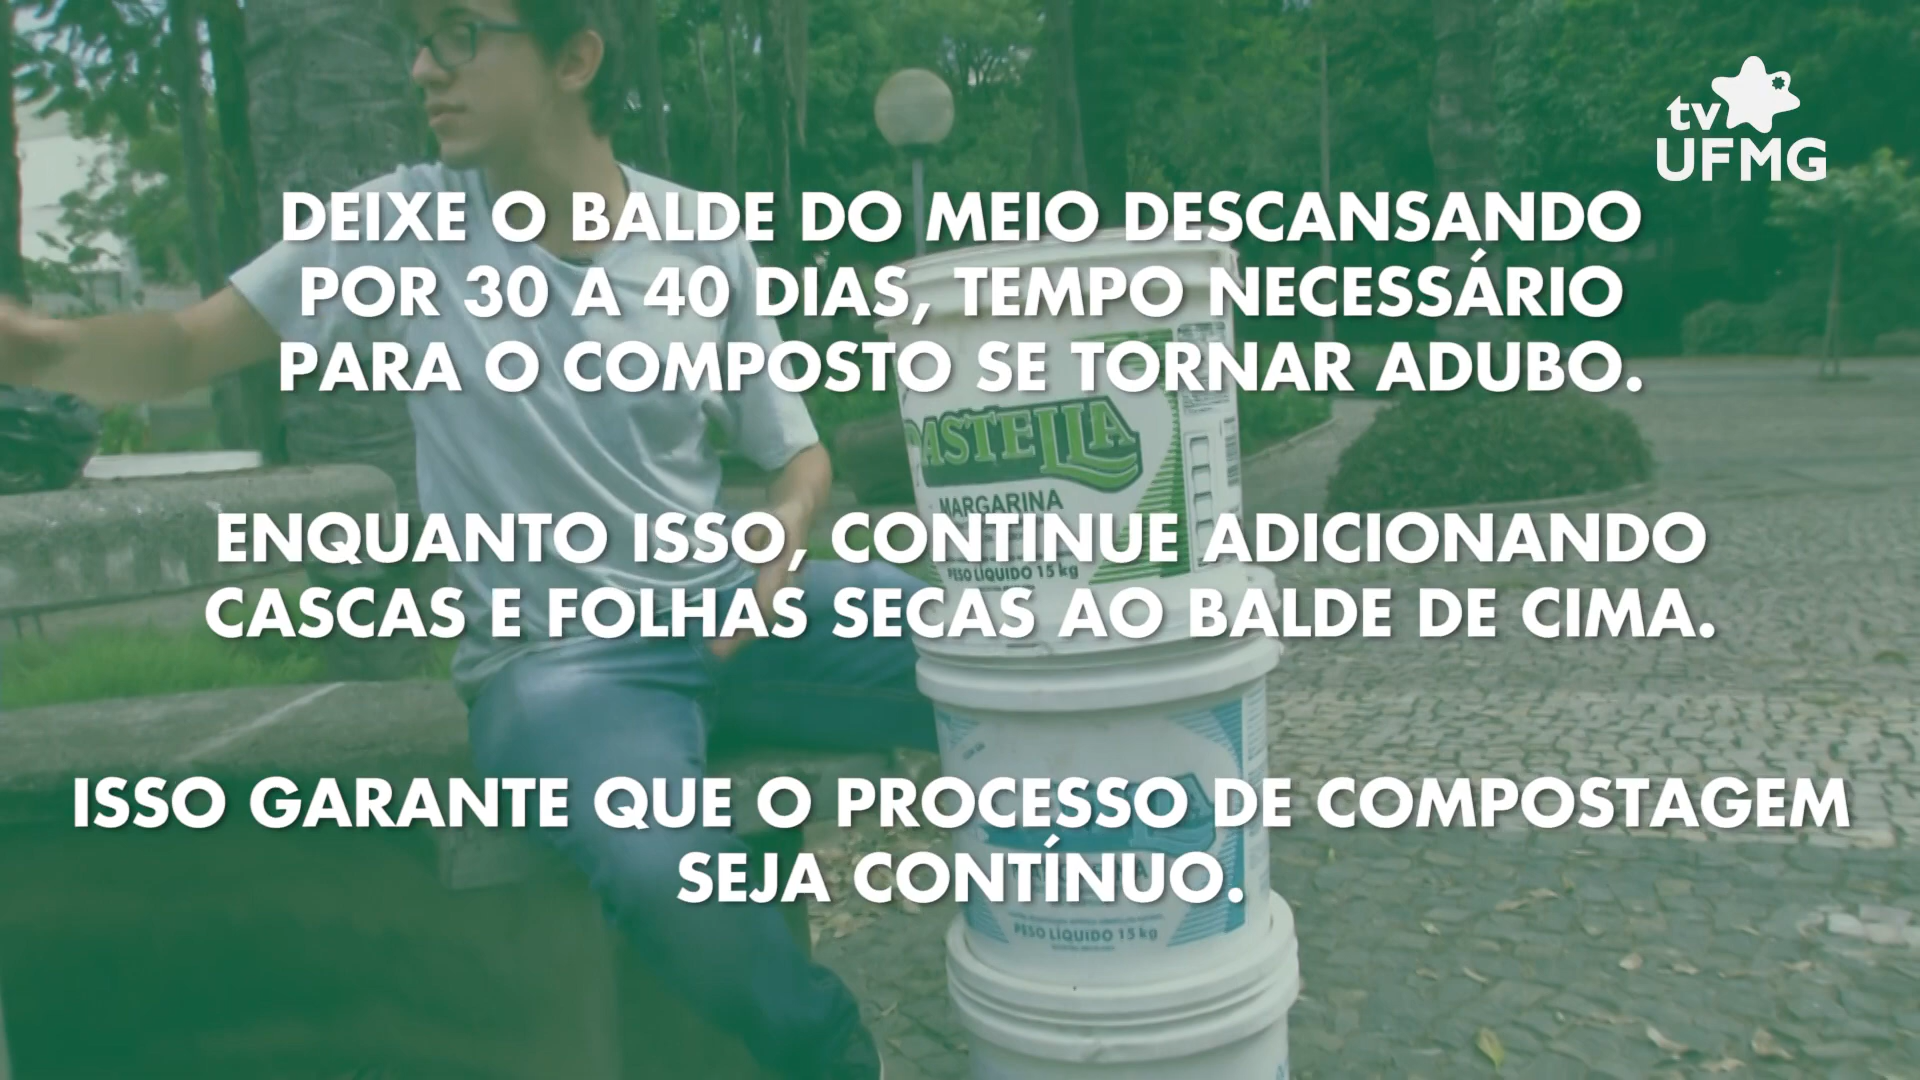 tv
UFMG
DEIXE O BALDE DO MEIO DESCANSANDO
POR 30 A 40 DIAS, TEMPO NECESSÁRIO
PARA O COMPOSTO SE TORNAR ADUBO.
PASTELLA
MARGARINA
ENQUANTO ISSO, CONTINUE ADICIONANDO
PESO LÍQUIDO 15 kg
CASCAS E FOLHAS SECAS AO BALDE DE CIMA.
ISSO GARANTE QUE O PROCESSO DE COMPOSTAGEM
SEJA CONTÍNUO.
PESO LÍQUIDO 15 kg